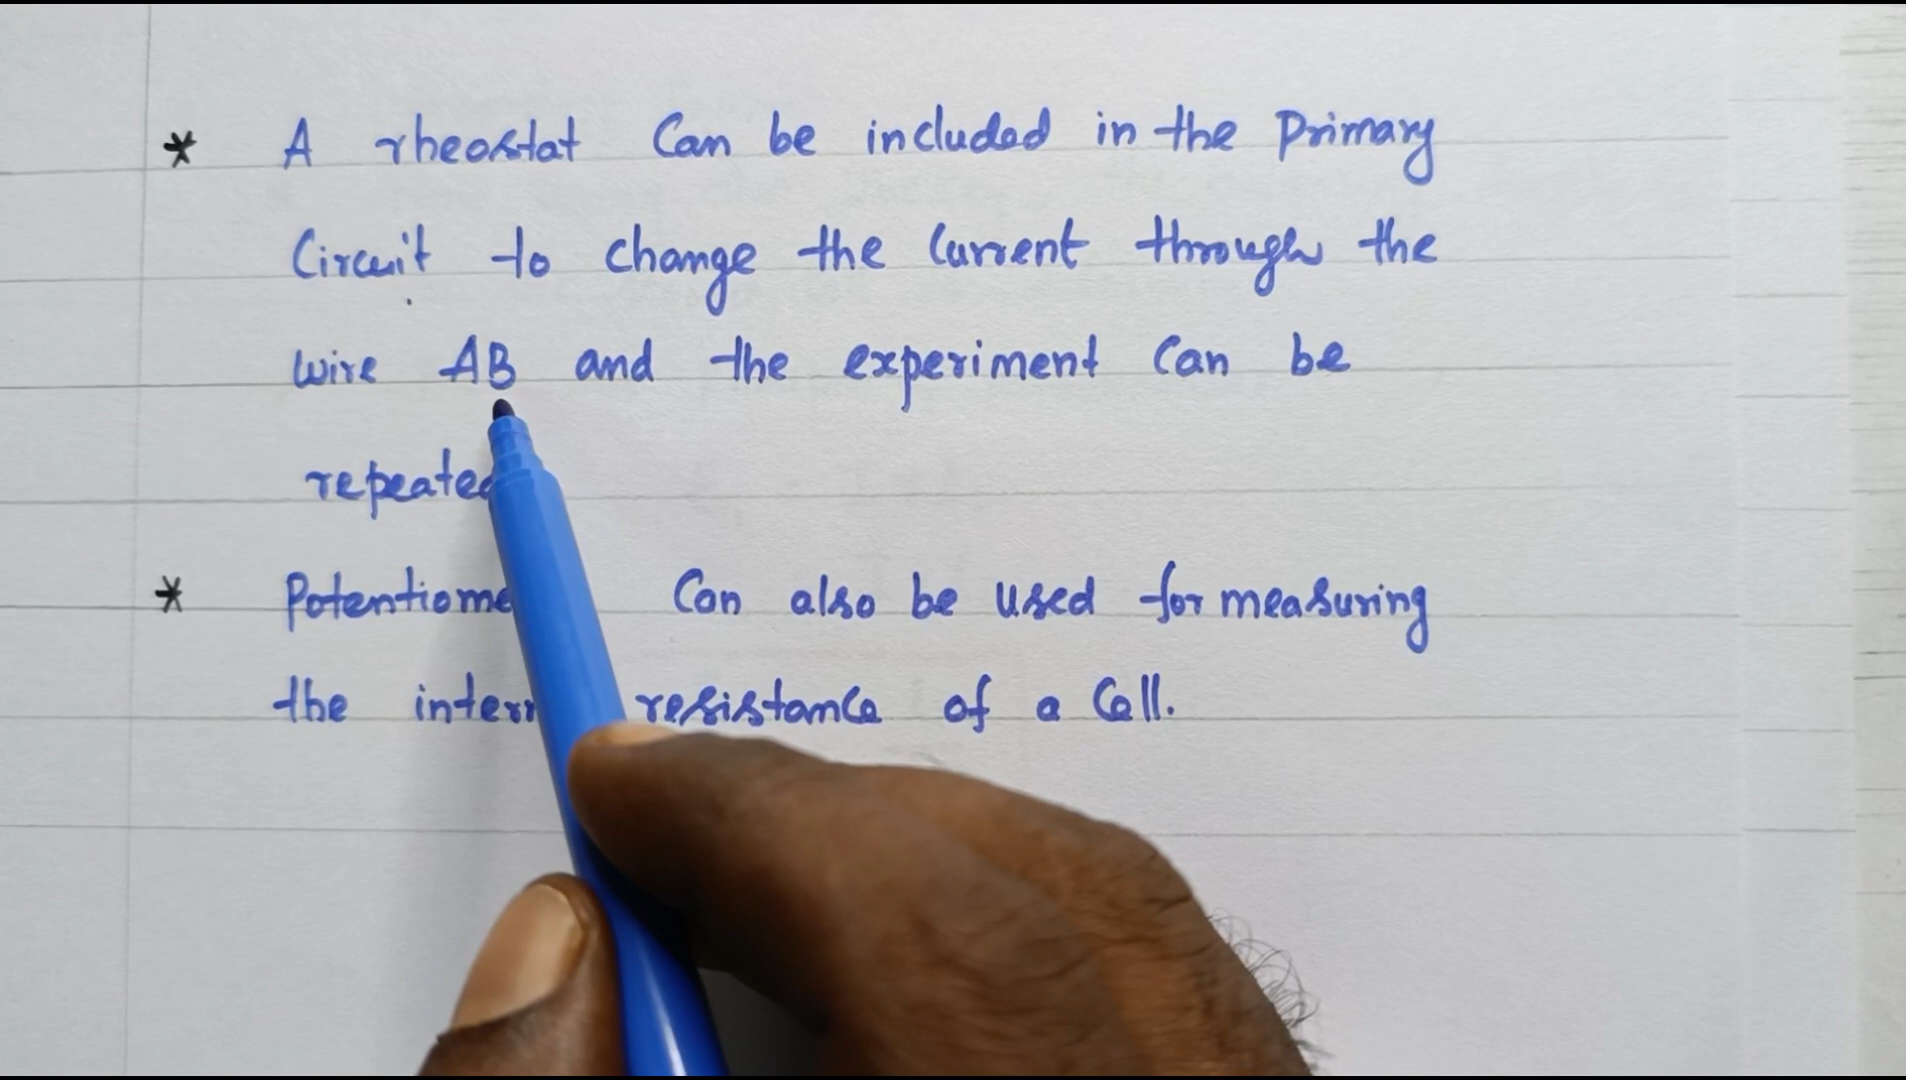 * A rheostat Can be included in the Primary
Circuit to change the Current through the
wire AB and the experiment Can be
repeated
* Potentiome Can also be used for measuring
the intern resistance of a Cell.